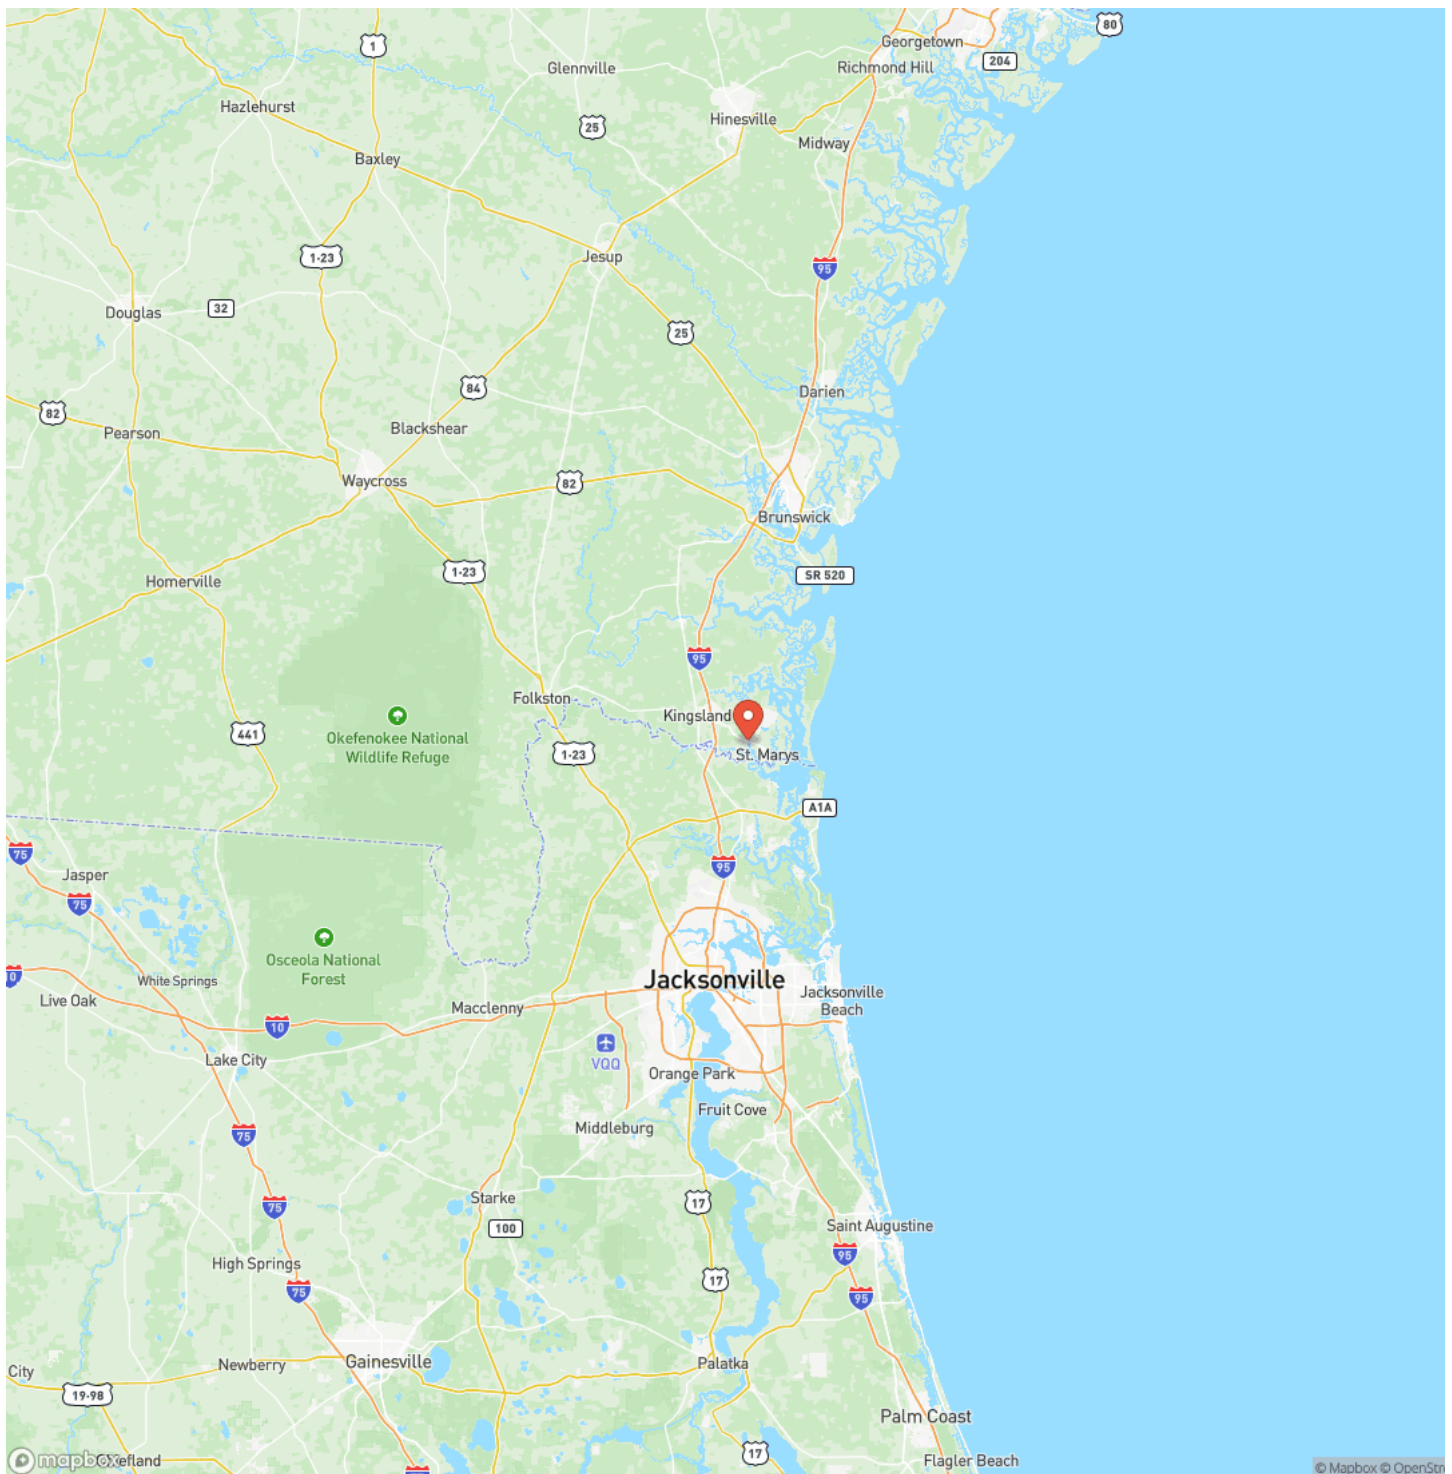 80
Georgetown
1
204
Glennville
Richmond Hill
Hazlehurst
Hinesville
25
Midway
Baxley
1-23
Jesup
95
32
Douglas
25
84
Darien
82
Blackshear
Pearson
Waycross
82
Brunswick
1-23
SR 520
Homerville
95
Folkston
Kingsland
441
Okefenokee National
Wildlife Refuge
1-23
St. Marys
A1A
75
95
Jasper
75
Osceola National
Forest
0
White Springs
Jacksonville
Live Oak
Macclenny
Jacksonville
Beach
10
VQQ
Lake City
Orange Park
Fruit Cove
75
Middleburg
Starke
17
75
100
Saint Augustine
95
High Springs
17
75
95
Gainesville
Newberry
Palatka
City
19-98
Palm Coast
17
mapbox
efland
Flagler Beach
© Mapbox © OpenStre